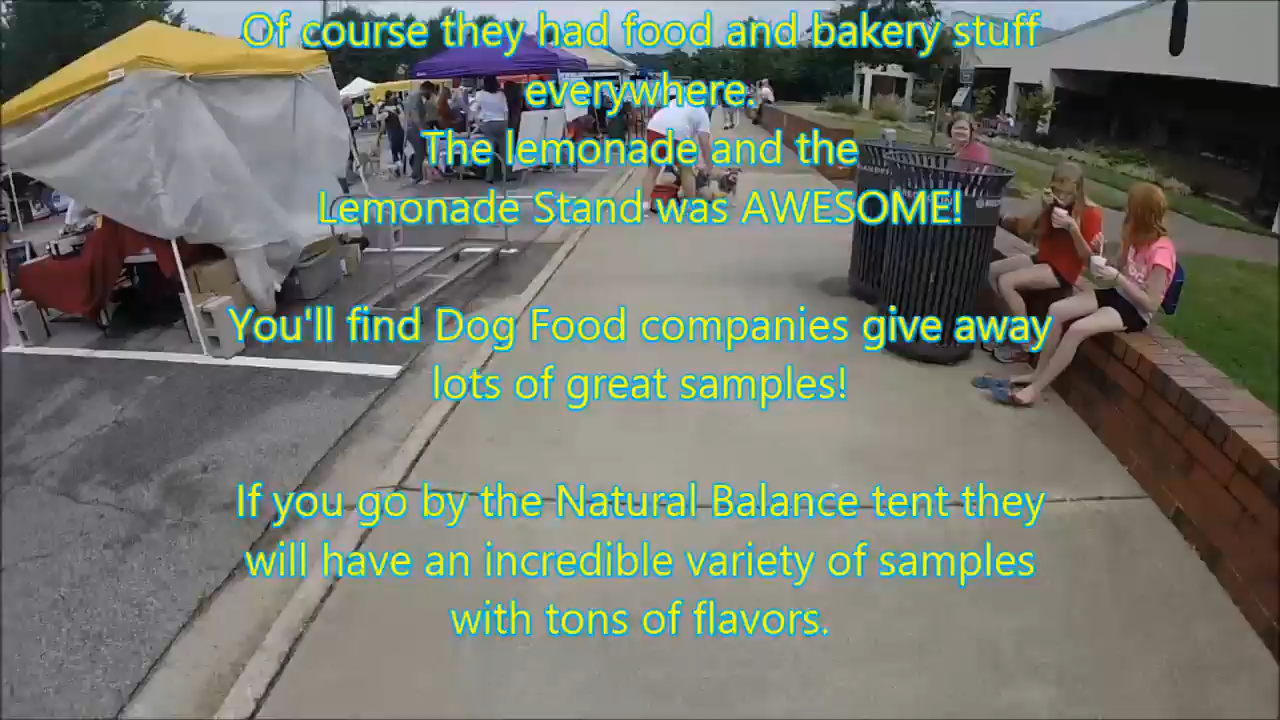 Of course they had food and bakery stuff
everywhere.
The lemonade and the
Lemonade Stand was AWESOME!
You'll find Dog Food companies give away
lots of great samples!
If you go by the Natural Balance tent they
will have an incredible variety of samples
with tons of flavors.